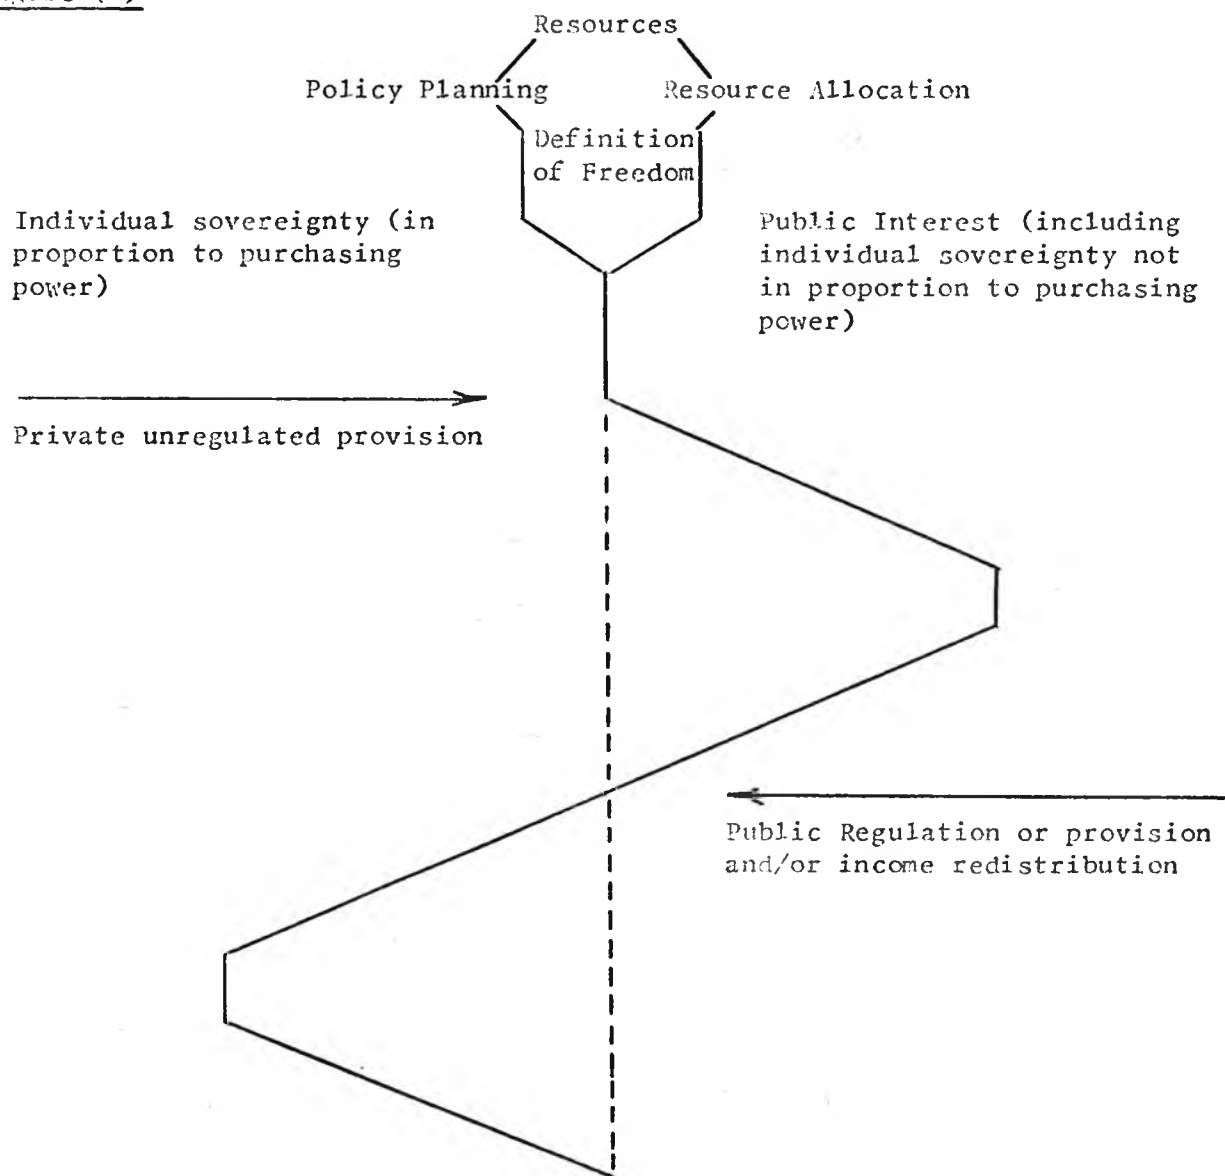 Resources
Policy Planning
Resource Allocation
Definition
of Freedom
Individual sovereignty (in
proportion to purchasing
power)
Public Interest (including
individual sovereignty not
in proportion to purchasing
power)
Private unregulated provision
Public Regulation or provision
and/or income redistribution